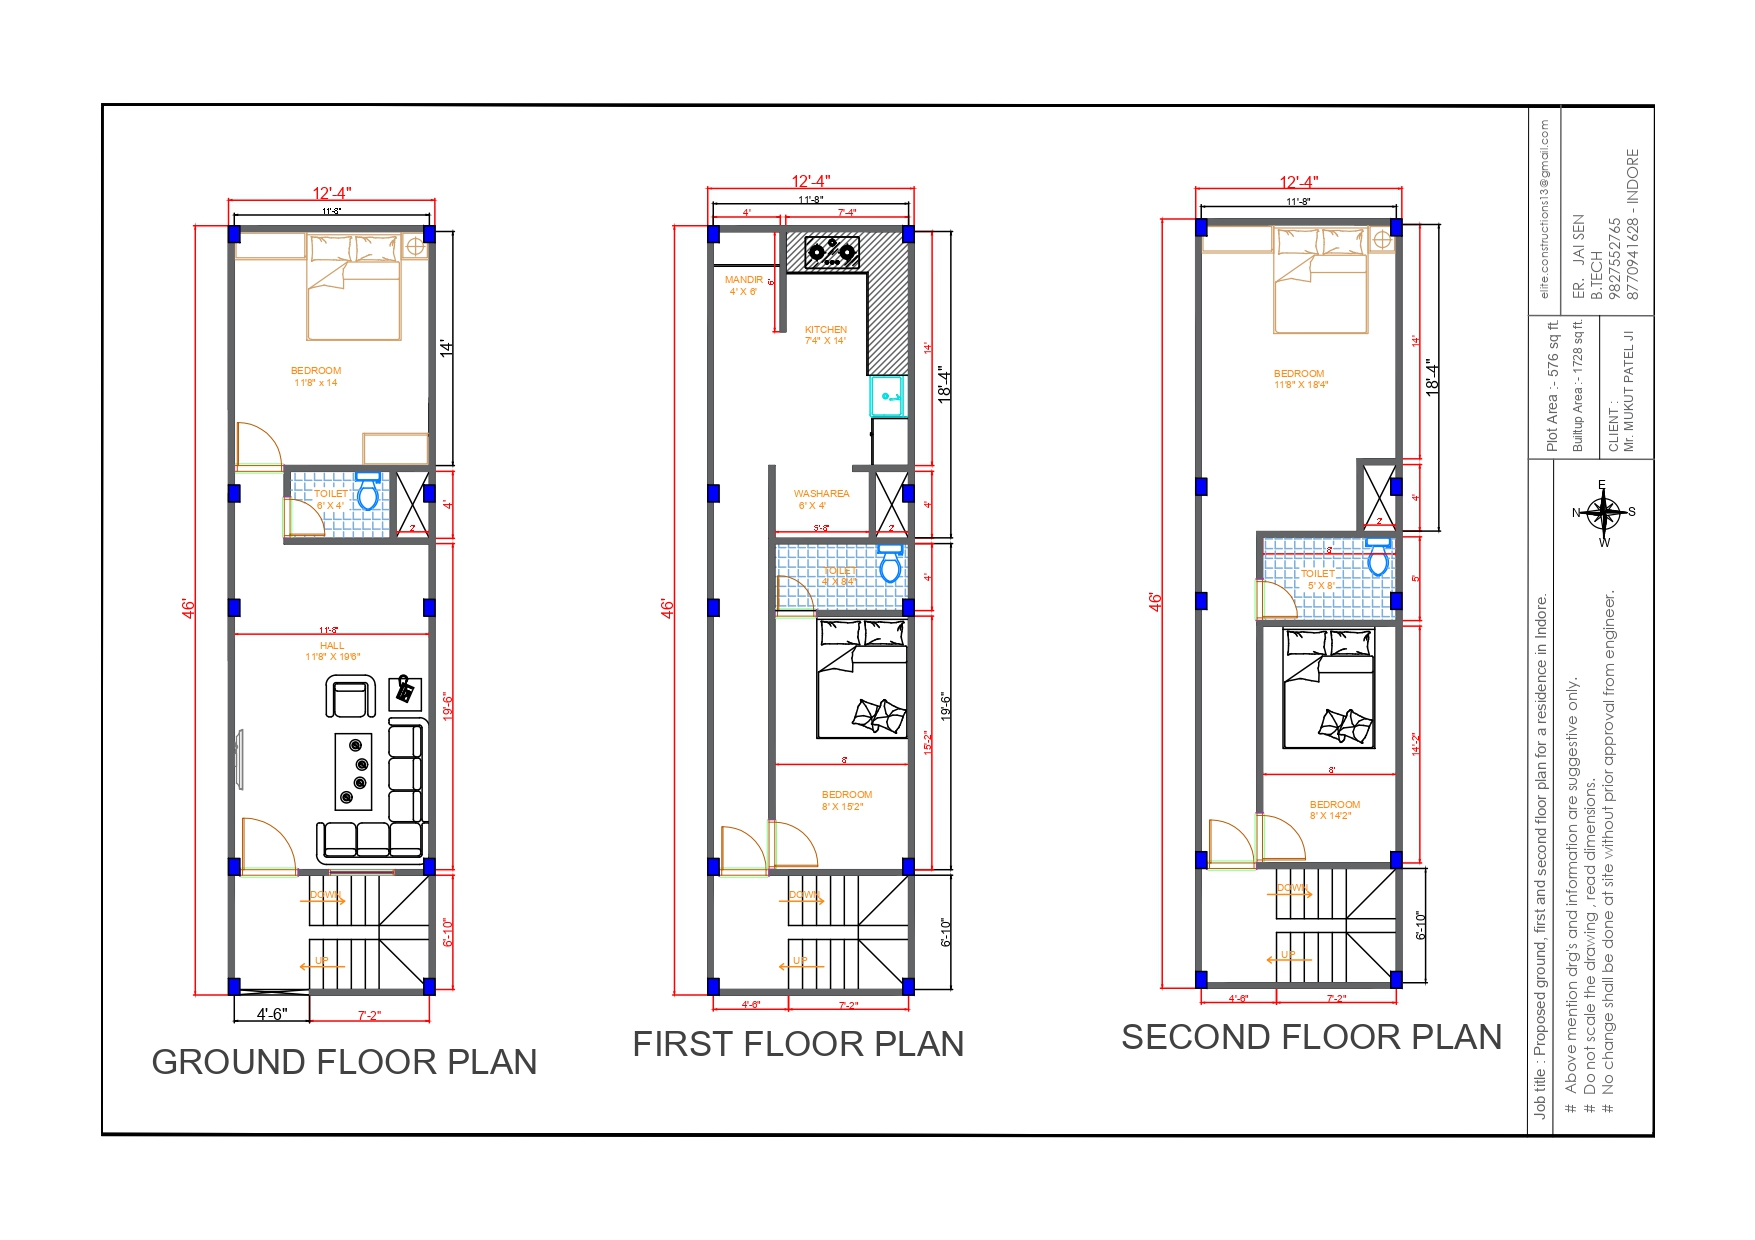 12'-4"
11'-8"
46'
BEDROOM
11'8" x 14
14'
TOILET
6' X 4'
2'
4'
11'-8"
HALL
11'8" X 19'6"
19'-6"
DOWN
UP
6'-10"
4'-6"
7'-2"
GROUND FLOOR PLAN
12'-4"
11'-8"
4'
7'-4"
46'
MANDIR
4' X 6'
6'
KITCHEN
7'4" X 14'
14'
18'-4"
WASHAREA
6' X 4'
5'-8"
2'
4'
TOILET
4' X 8'4"
4'
8'
BEDROOM
8' X 15'2"
15'-2"
19'-6"
DOWN
UP
6'-10"
4'-6"
7'-2"
FIRST FLOOR PLAN
12'-4"
11'-8"
46'
BEDROOM
11'8" X 18'4"
14'
18'-4"
2'
4'
8'
TOILET
5' X 8'
5'
8'
BEDROOM
8' X 14'2"
14'-2"
DOWN
UP
6'-10"
4'-6"
7'-2"
SECOND FLOOR PLAN
elite.constructions13@gmail.com
ER. JAI SEN
B.TECH
9827552765
8770941628 - INDORE
Plot Area :- 576 sq ft
Builtup Area :- 1728 sq ft.
CLIENT :
Mr. MUKUT PATEL JI
E
N
S
W
Job title : Proposed ground, first and second floor plan for a residence in Indore.
# Above mention drg's and information are suggestive only.
# Do not scale the drawing , read dimensions.
# No change shall be done at site without prior approval from engineer.